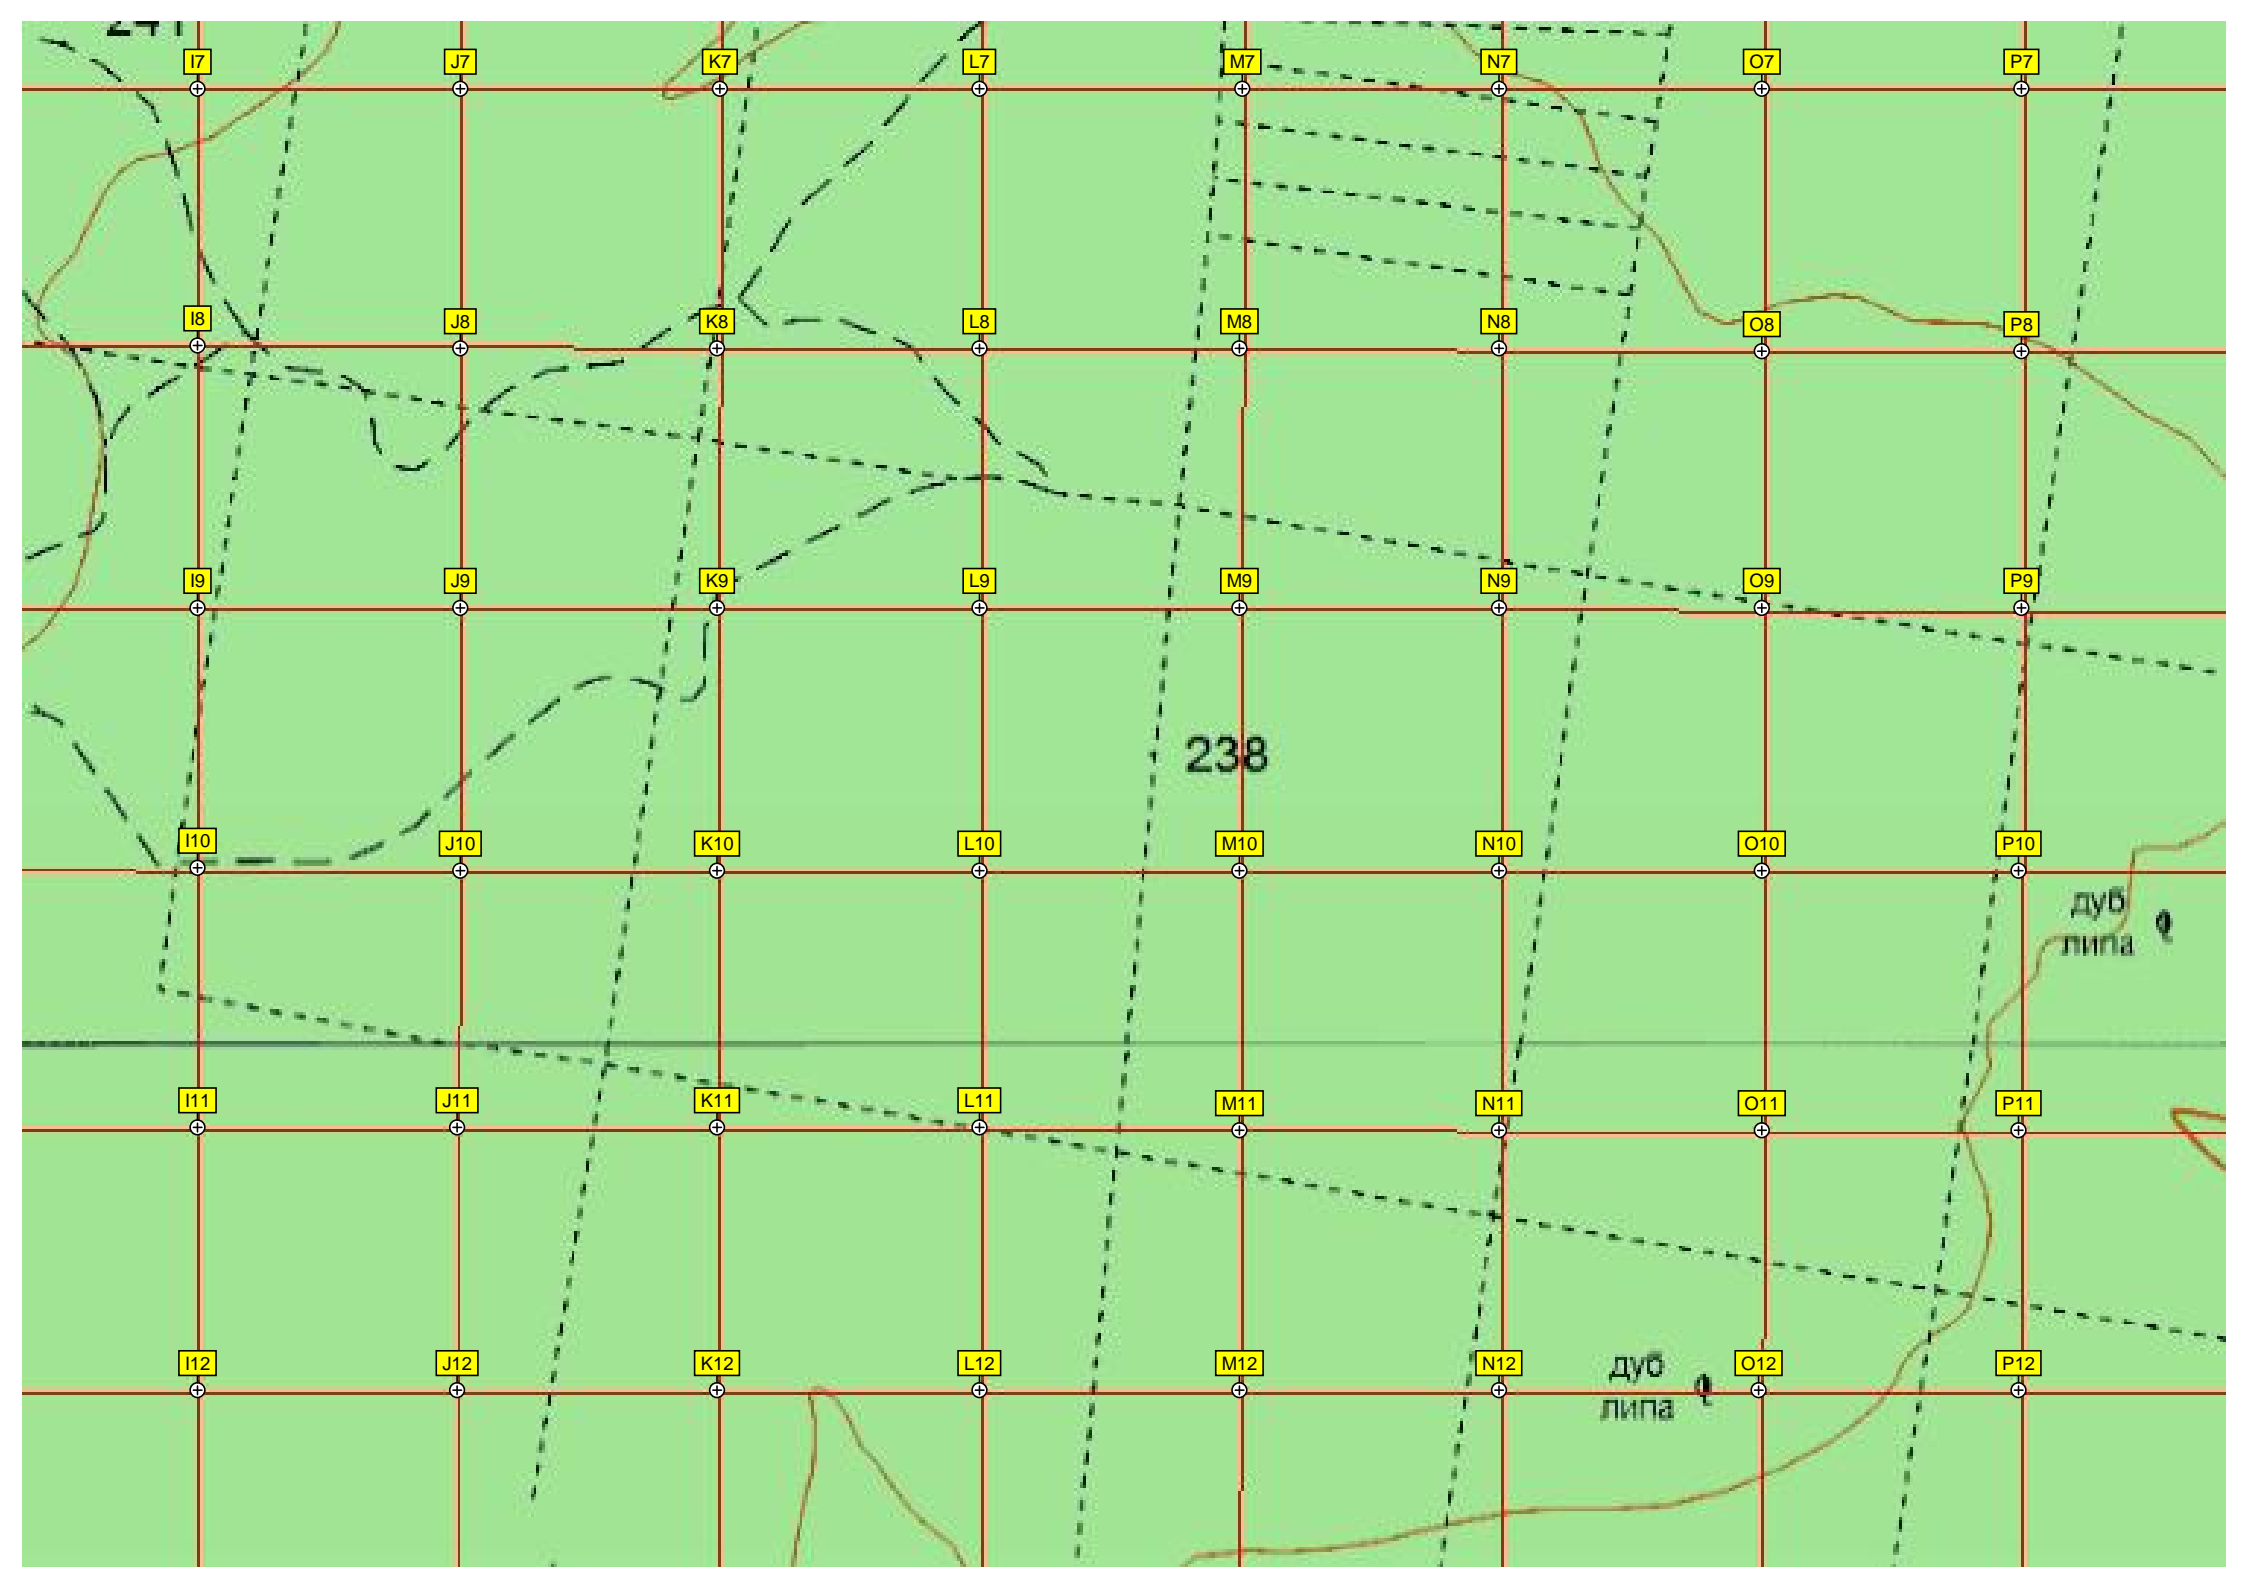 241
I7 J7 K7 L7 M7 N7 O7 P7
I8 J8 K8 L8 M8 N8 O8 P8
I9 J9 K9 L9 M9 N9 O9 P9
238
I10 J10 K10 L10 M10 N10 O10 P10
дуб
липа
I11 J11 K11 L11 M11 N11 O11 P11
I12 J12 K12 L12 M12 N12 O12 P12
дуб
липа